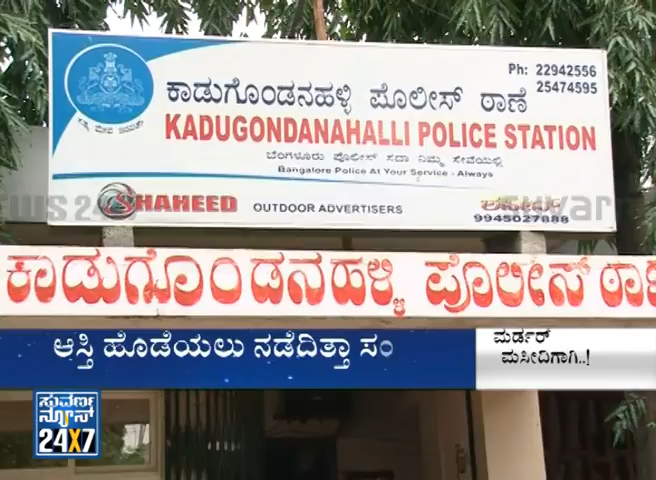 Ph: 22942556
25474595
ಕಾಡುಗೊಂಡನಹಳ್ಳಿ ಪೊಲೀಸ್ ಠಾಣೆ
KADUGONDANAHALLI POLICE STATION
ಬೆಂಗಳೂರು ಪೊಲೀಸ್ ಸದಾ ನಿಮ್ಮ ಸೇವೆಯಲ್ಲಿ
Bangalore Police At Your Service - Always
SHAHEED OUTDOOR ADVERTISERS
9945027888
ಕಾಡುಗೊಂಡನಹಳ್ಳಿ ಪೊಲೀಸ್ ಠಾಣೆ
ಆಸ್ತಿ ಹೊಡೆಯಲು ನಡೆದಿತ್ತಾ ಸಂ
ಮರ್ಡರ್
ಮಸೀದಿಗಾಗಿ..!
ಸುವರ್ಣ
ನ್ಯೂಸ್
24X7